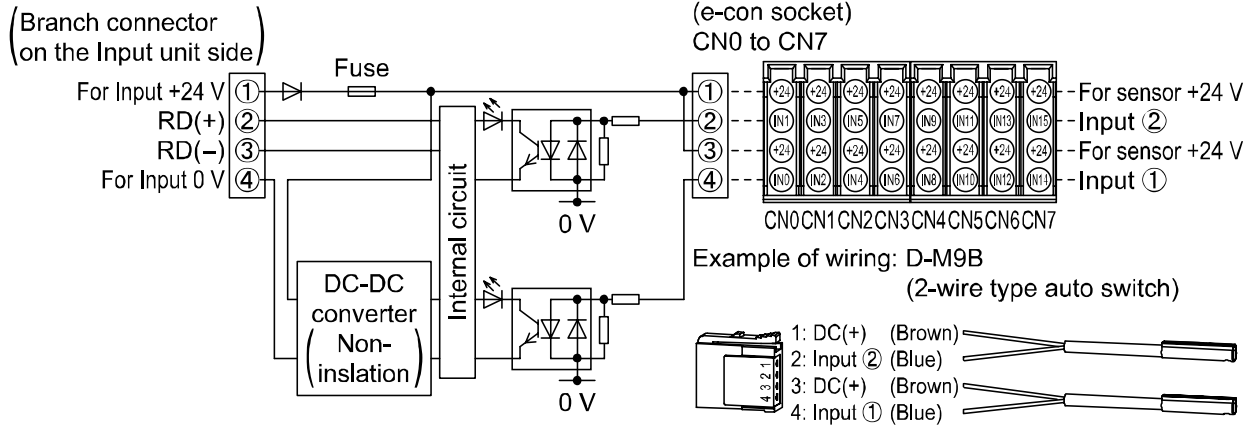 (Branch connector
on the Input unit side)
For Input +24 V ①
RD(+) ②
RD(−) ③
For Input 0 V ④
Fuse
Internal circuit
DC-DC
converter
(Non-
inslation)
0 V
0 V
(e-con socket)
CN0 to CN7
① +24 +24 +24 +24 +24 +24 +24 +24 For sensor +24 V
② IN1 IN3 IN5 IN7 IN9 IN11 IN13 IN15 Input ②
③ +24 +24 +24 +24 +24 +24 +24 +24 For sensor +24 V
④ IN0 IN2 IN4 IN6 IN8 IN10 IN12 IN14 Input ①
CN0 CN1 CN2 CN3 CN4 CN5 CN6 CN7
Example of wiring: D-M9B
(2-wire type auto switch)
4 3 2 1
1: DC(+) (Brown)
2: Input ② (Blue)
3: DC(+) (Brown)
4: Input ① (Blue)